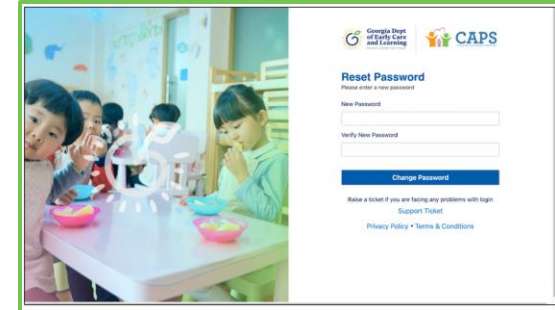 Georgia Dept
of Early Care
and Learning
CAPS
Reset Password
Please enter a new password
New Password
Verify New Password
Change Password
Raise a ticket if you are facing any problems with login
Support Ticket
Privacy Policy • Terms & Conditions